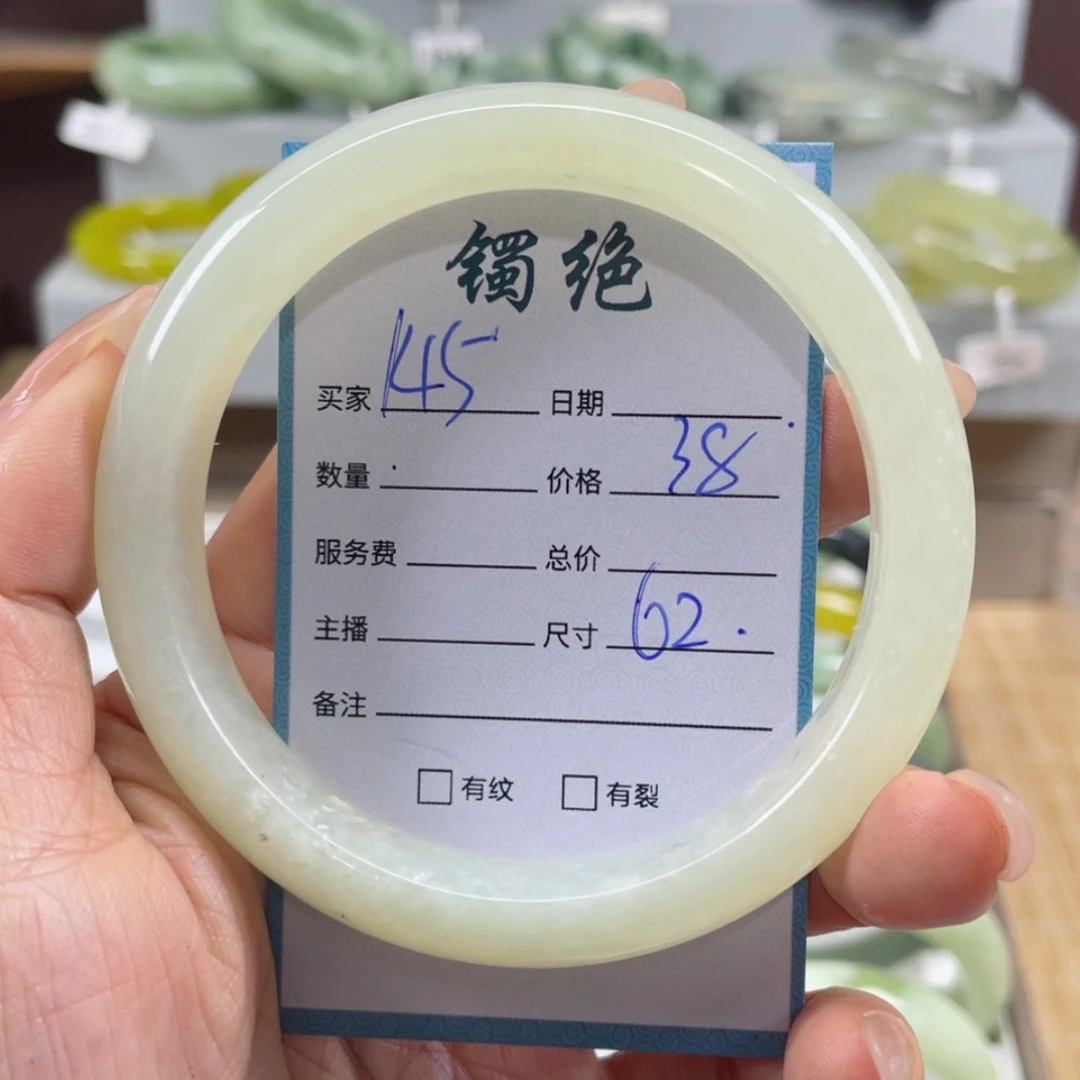 镯绝
买家 145 日期
数量 价格 38
服务费 总价
主播 尺寸 62.
备注
有纹 有裂